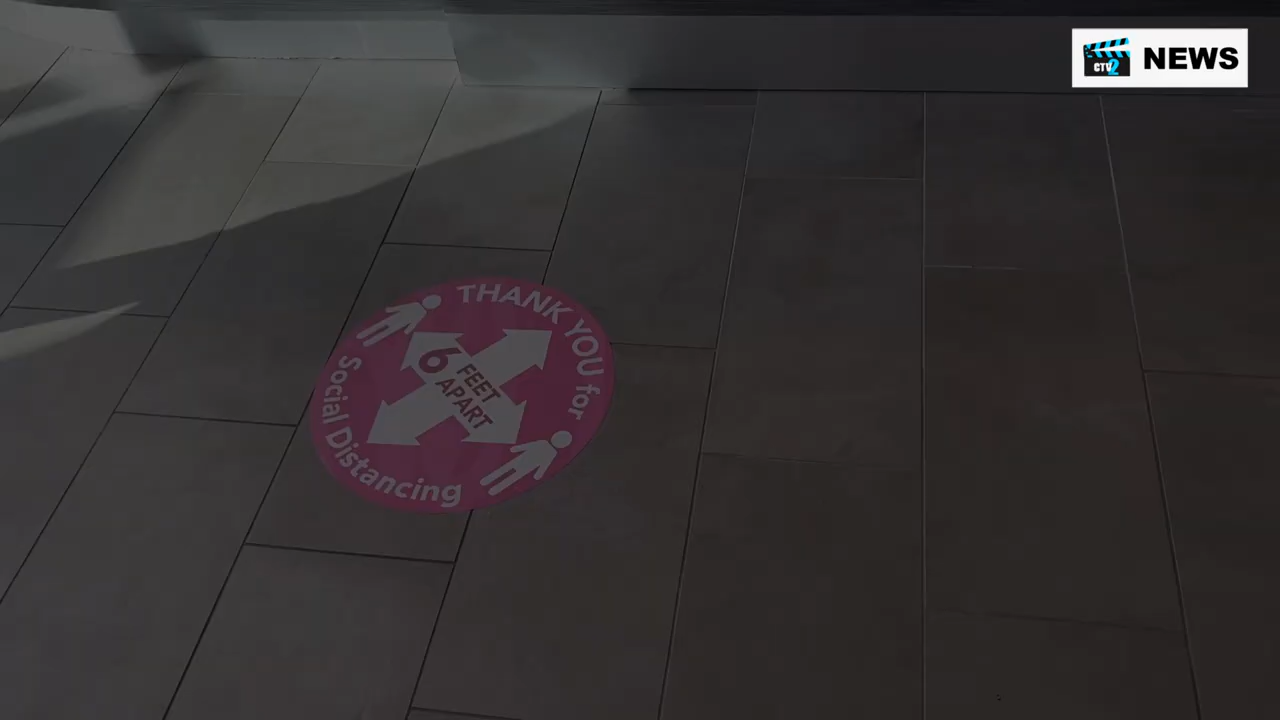 CTV2 NEWS
THANK YOU for
6 FEET
APART
Social Distancing